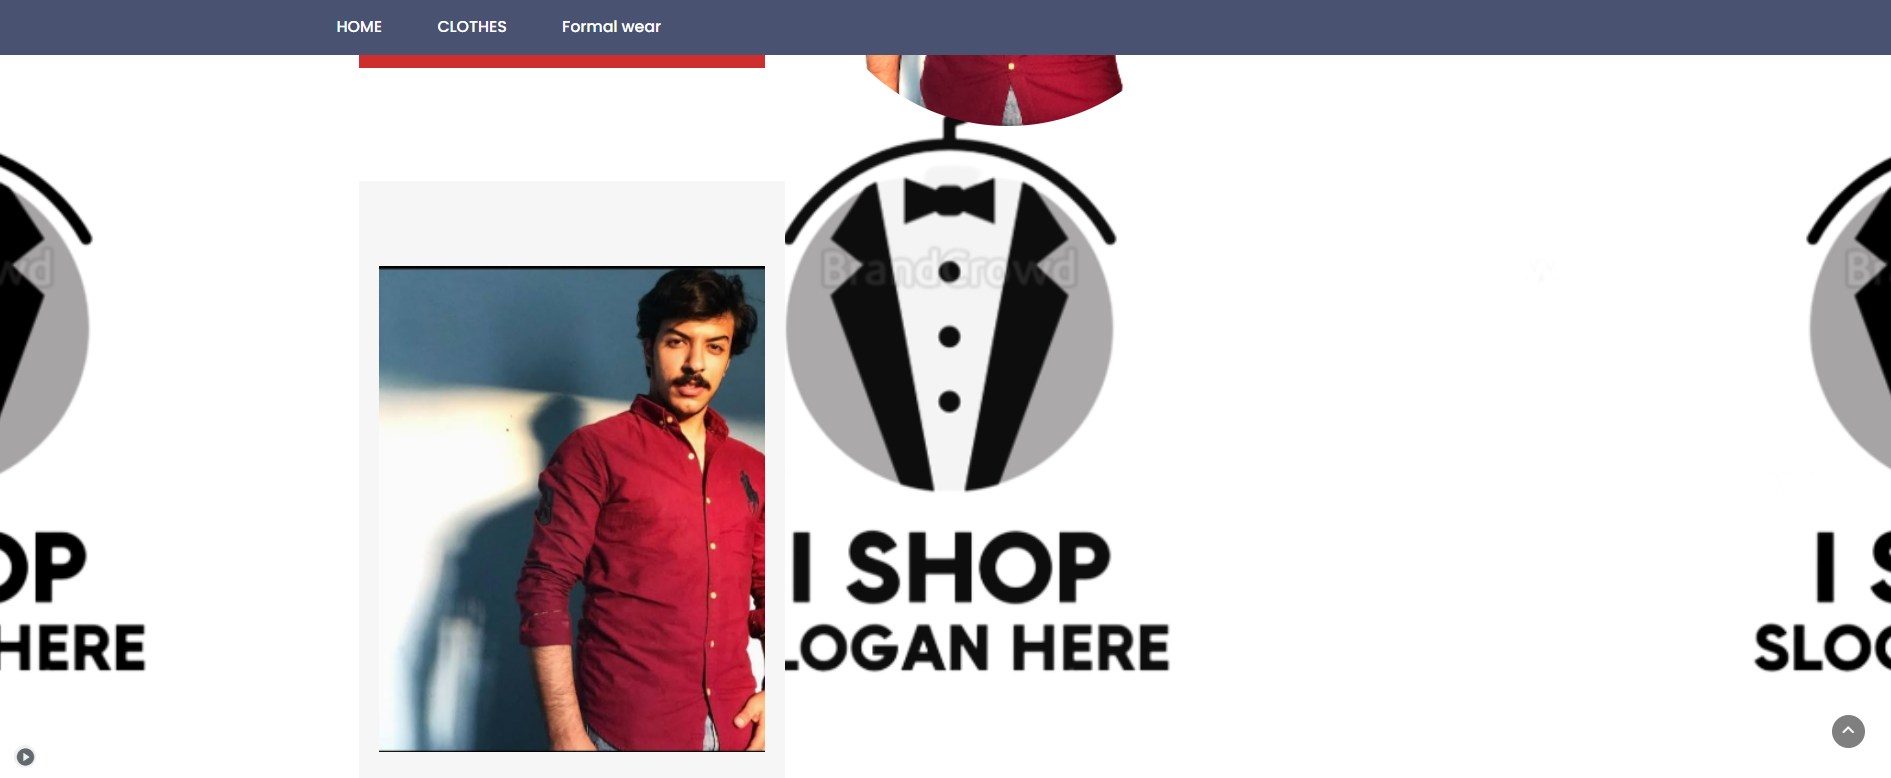 HOME CLOTHES Formal wear
wd BrandCrowd Br
OP I SHOP I S
HERE LOGAN HERE SLOG